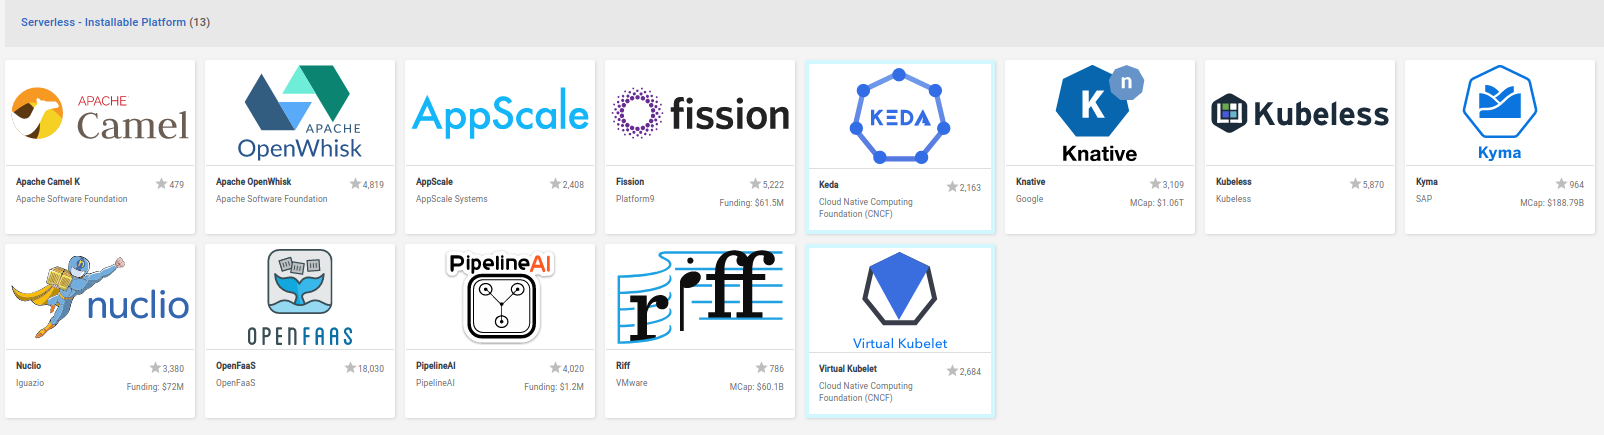 Serverless - Installable Platform (13)
APACHE
Camel
Apache Camel K
479
Apache Software Foundation
APACHE
OpenWhisk
Apache OpenWhisk
4,819
Apache Software Foundation
AppScale
AppScale
2,408
AppScale Systems
fission
Fission
5,222
Platform9
Funding: $61.5M
KEDA
Keda
2,163
Cloud Native Computing
Foundation (CNCF)
K
n
Knative
Knative
3,109
Google
MCap: $1.06T
Kubeless
Kubeless
5,870
Kubeless
Kyma
Kyma
964
SAP
MCap: $188.79B
nuclio
Nuclio
3,380
Iguazio
Funding: $72M
OPENFAAS
OpenFaaS
18,030
OpenFaaS
PipelineAI
PipelineAI
4,020
PipelineAI
Funding: $1.2M
riff
Riff
786
VMware
MCap: $60.1B
Virtual Kubelet
Virtual Kubelet
2,684
Cloud Native Computing
Foundation (CNCF)